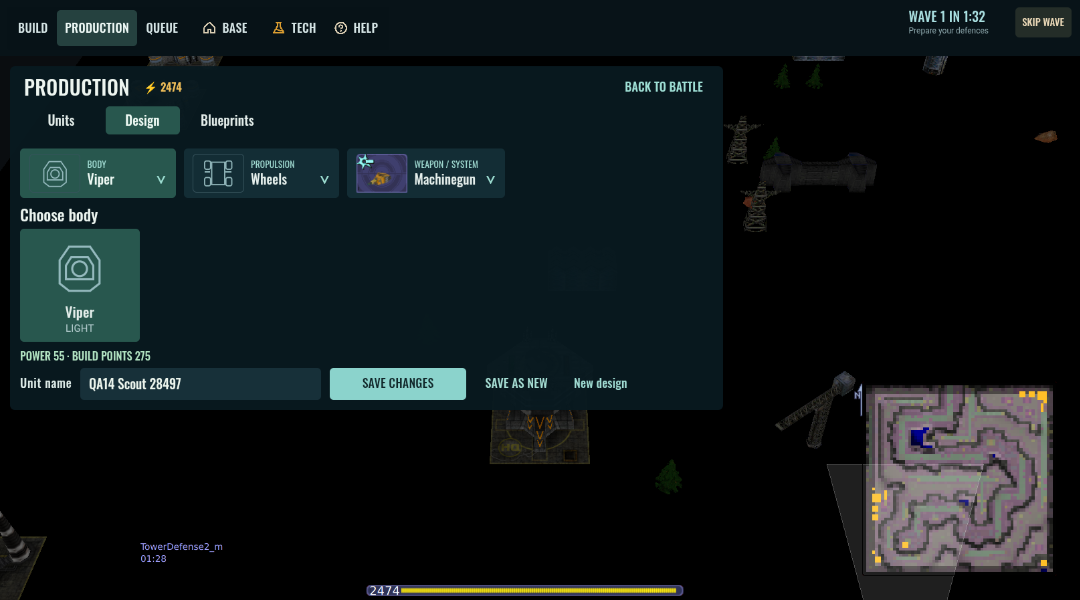 BUILD PRODUCTION QUEUE BASE TECH HELP
WAVE 1 IN 1:32
Prepare your defences
SKIP WAVE
PRODUCTION 2474
BACK TO BATTLE
Units Design Blueprints
BODY
Viper
PROPULSION
Wheels
WEAPON / SYSTEM
Machinegun
Choose body
Viper
LIGHT
POWER 55 · BUILD POINTS 275
Unit name QA14 Scout 28497 SAVE CHANGES SAVE AS NEW New design
N
HQ
TowerDefense2_m
01:28
2474